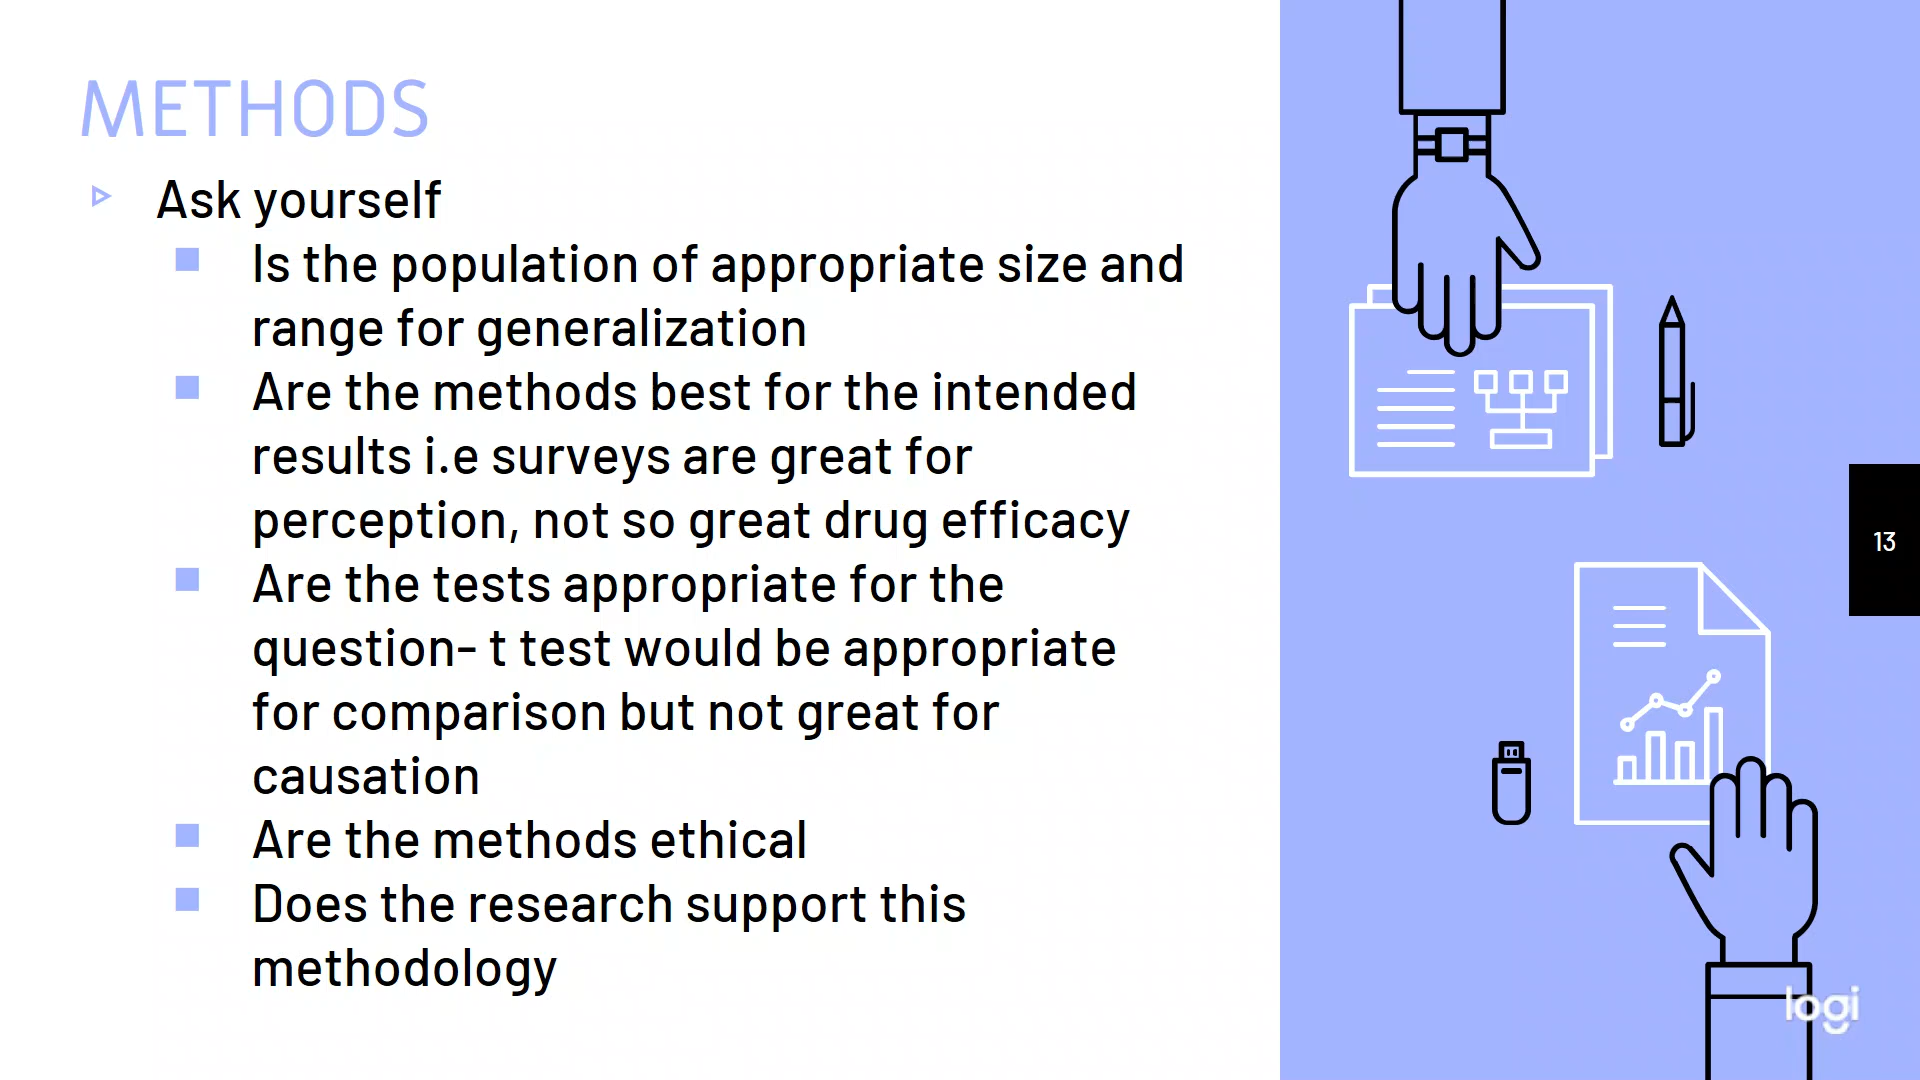 METHODS
Ask yourself
Is the population of appropriate size and
range for generalization
Are the methods best for the intended
results i.e surveys are great for
perception, not so great drug efficacy
Are the tests appropriate for the
question- t test would be appropriate
for comparison but not great for
causation
Are the methods ethical
Does the research support this
methodology
13
logi